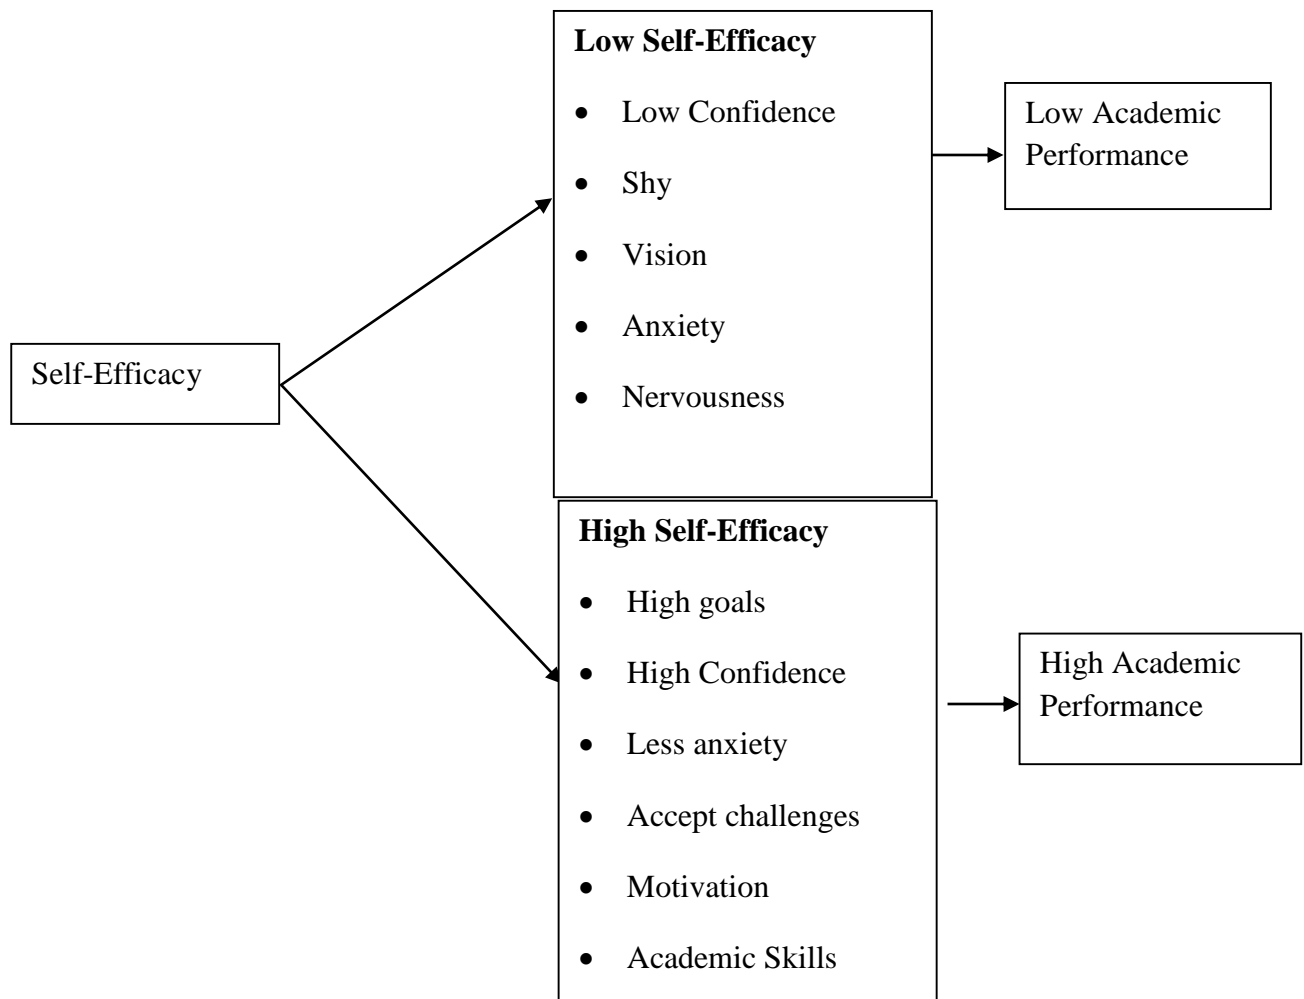 Self-Efficacy
Low Self-Efficacy
• Low Confidence
• Shy
• Vision
• Anxiety
• Nervousness
Low Academic
Performance
High Self-Efficacy
• High goals
• High Confidence
• Less anxiety
• Accept challenges
• Motivation
• Academic Skills
High Academic
Performance